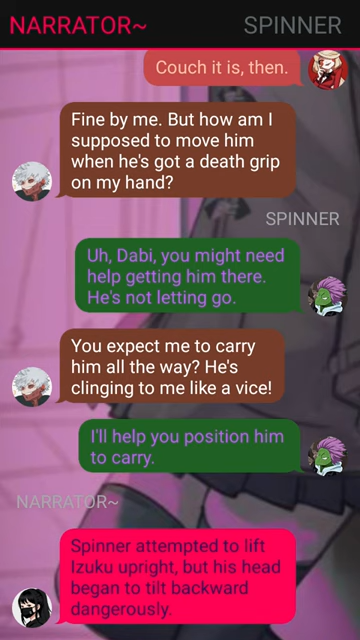 NARRATOR~ SPINNER
Couch it is, then.
Fine by me. But how am I
supposed to move him
when he's got a death grip
on my hand?
SPINNER
Uh, Dabi, you might need
help getting him there.
He's not letting go.
You expect me to carry
him all the way? He's
clinging to me like a vice!
I'll help you position him
to carry.
NARRATOR~
Spinner attempted to lift
Izuku upright, but his head
began to tilt backward
dangerously.